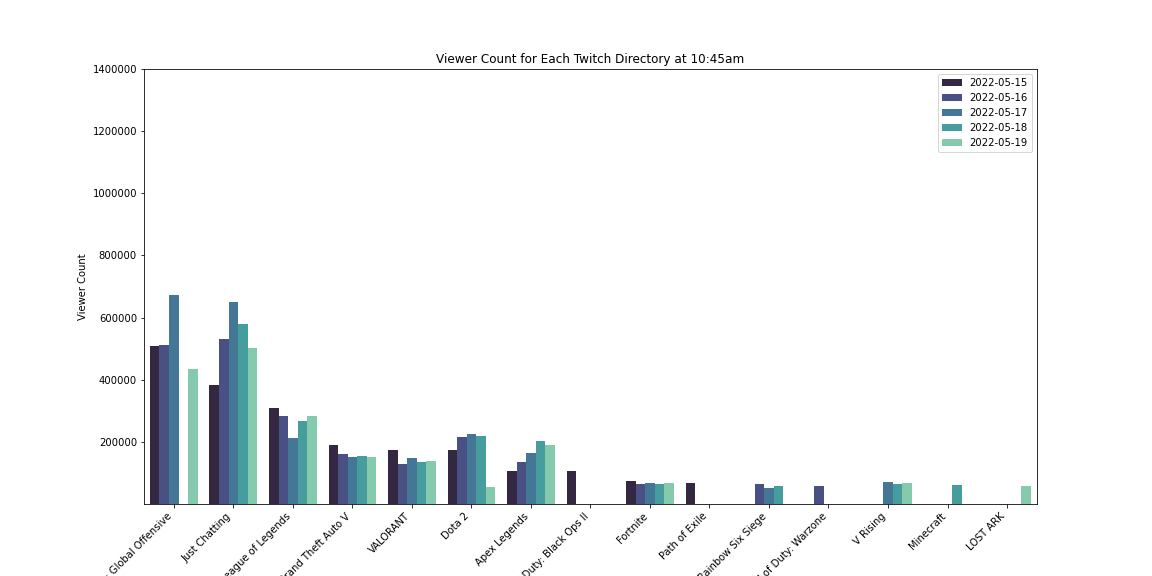 Viewer Count for Each Twitch Directory at 10:45am
1400000
1200000
1000000
800000
600000
400000
200000
Viewer Count
2022-05-15
2022-05-16
2022-05-17
2022-05-18
2022-05-19
: Global Offensive
Just Chatting
eague of Legends
rand Theft Auto V
VALORANT
Dota 2
Apex Legends
Duty: Black Ops II
Fortnite
Path of Exile
Rainbow Six Siege
l of Duty: Warzone
V Rising
Minecraft
LOST ARK